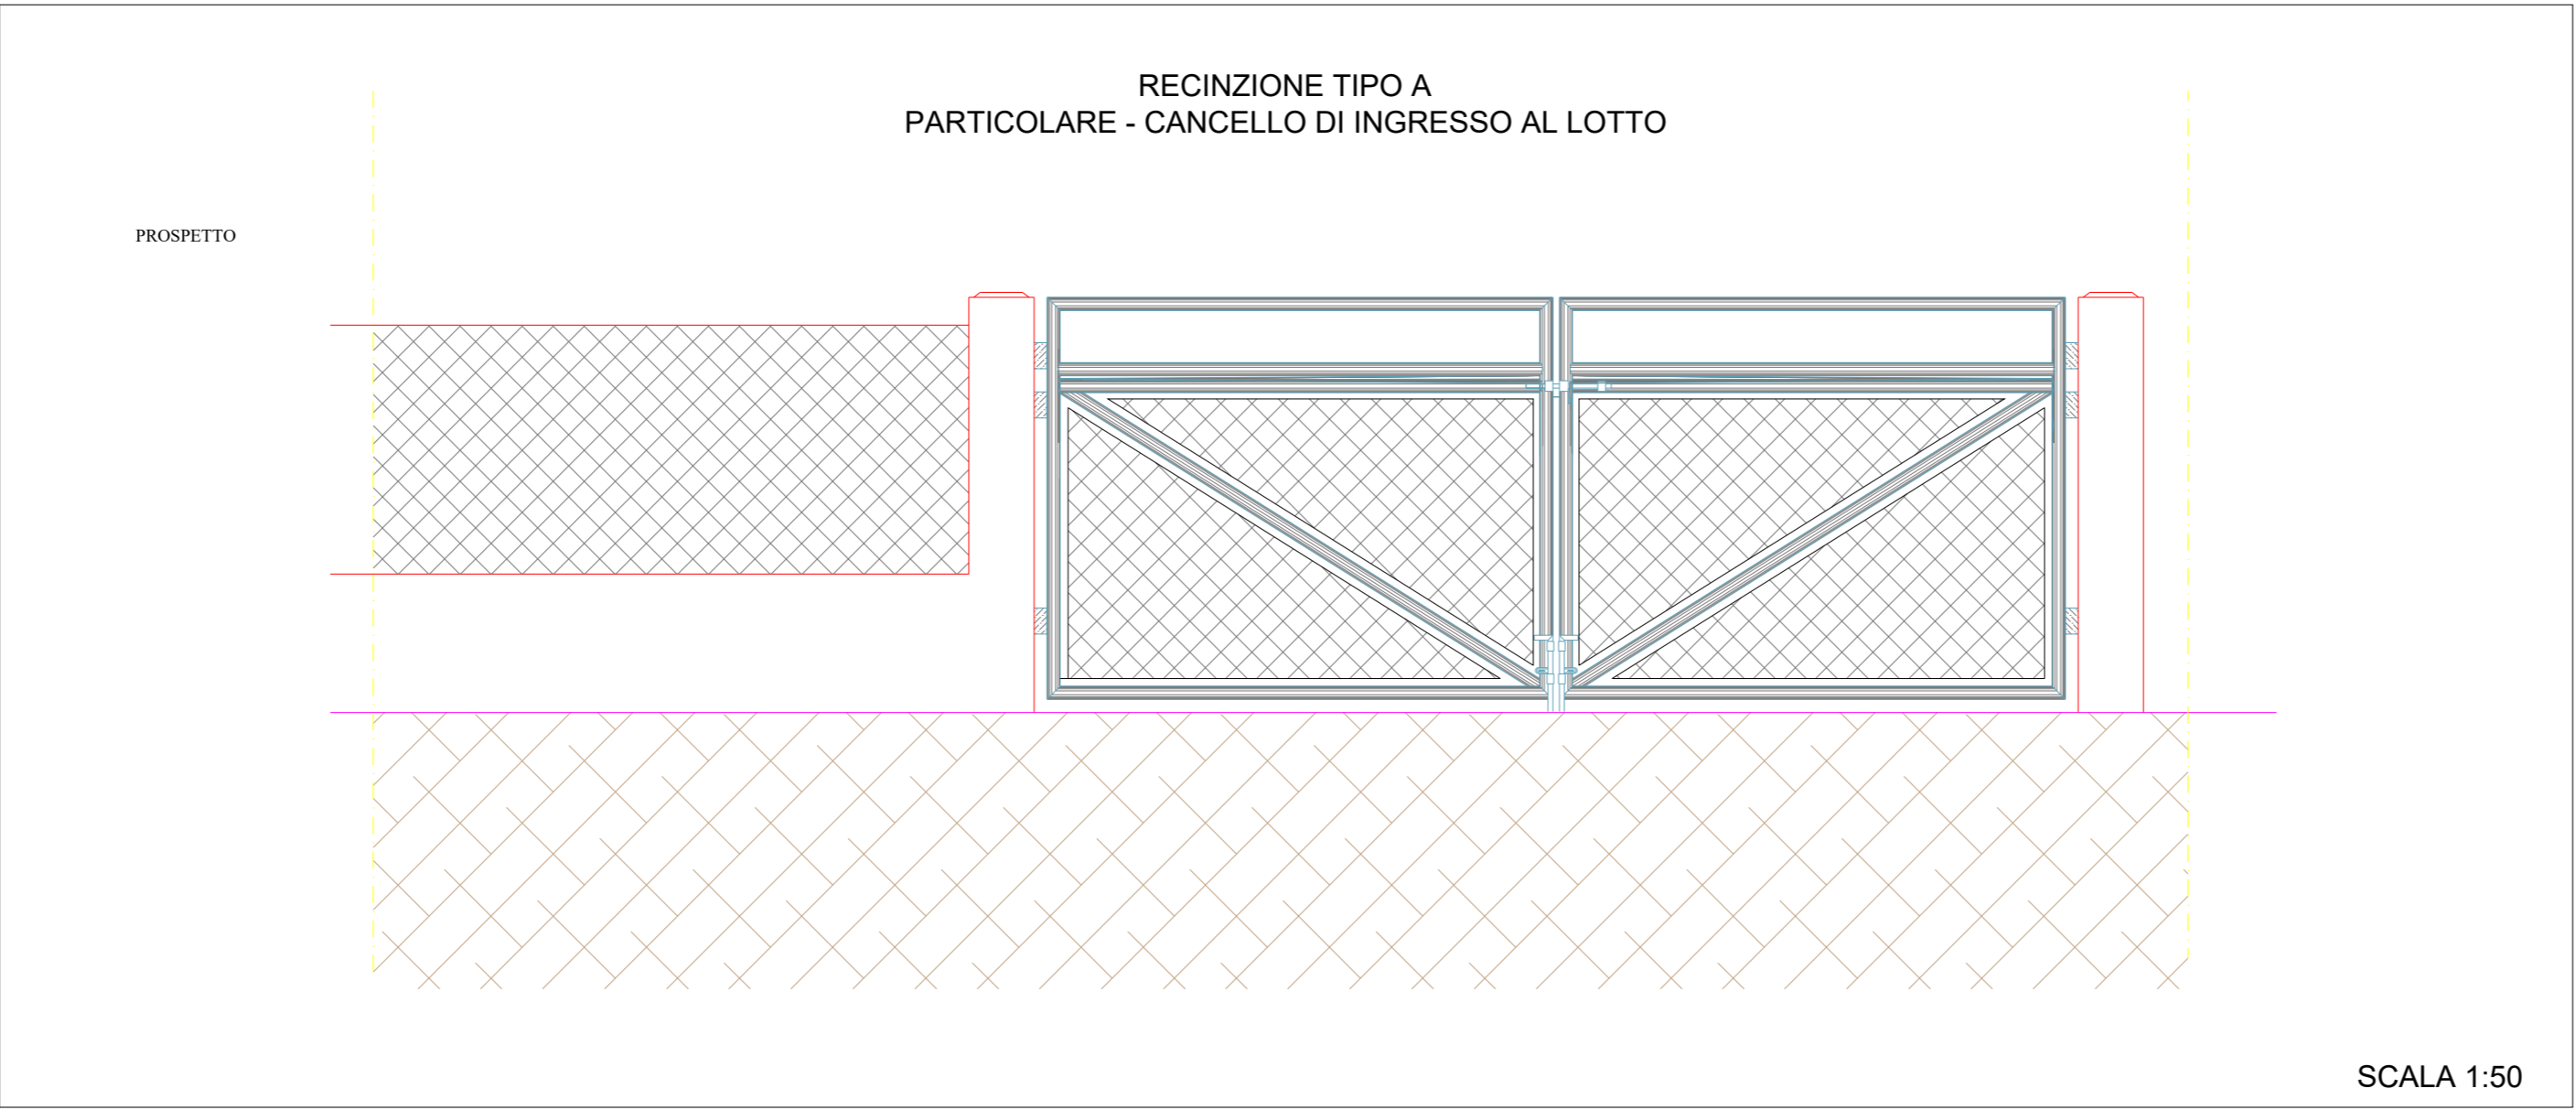 RECINZIONE TIPO A
PARTICOLARE - CANCELLO DI INGRESSO AL LOTTO
PROSPETTO
SCALA 1:50